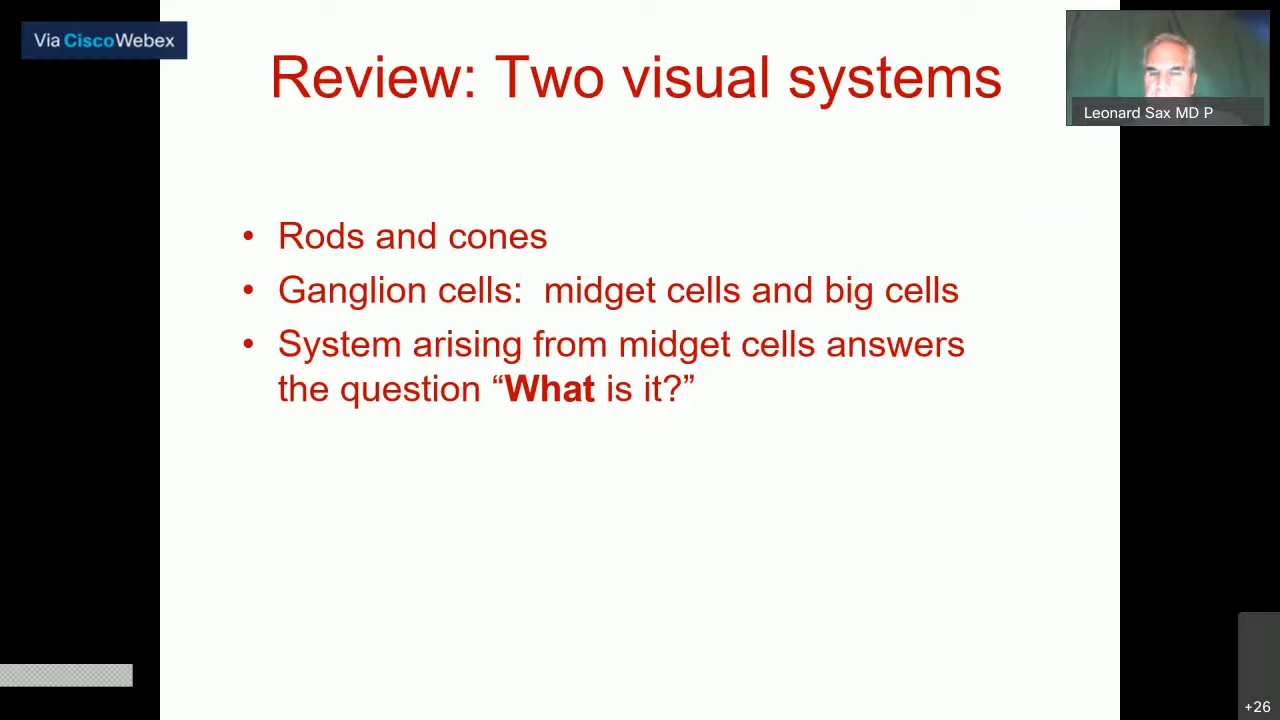 Via CiscoWebex
Review: Two visual systems
Leonard Sax MD P
• Rods and cones
• Ganglion cells:  midget cells and big cells
• System arising from midget cells answers
the question “What is it?”
+26